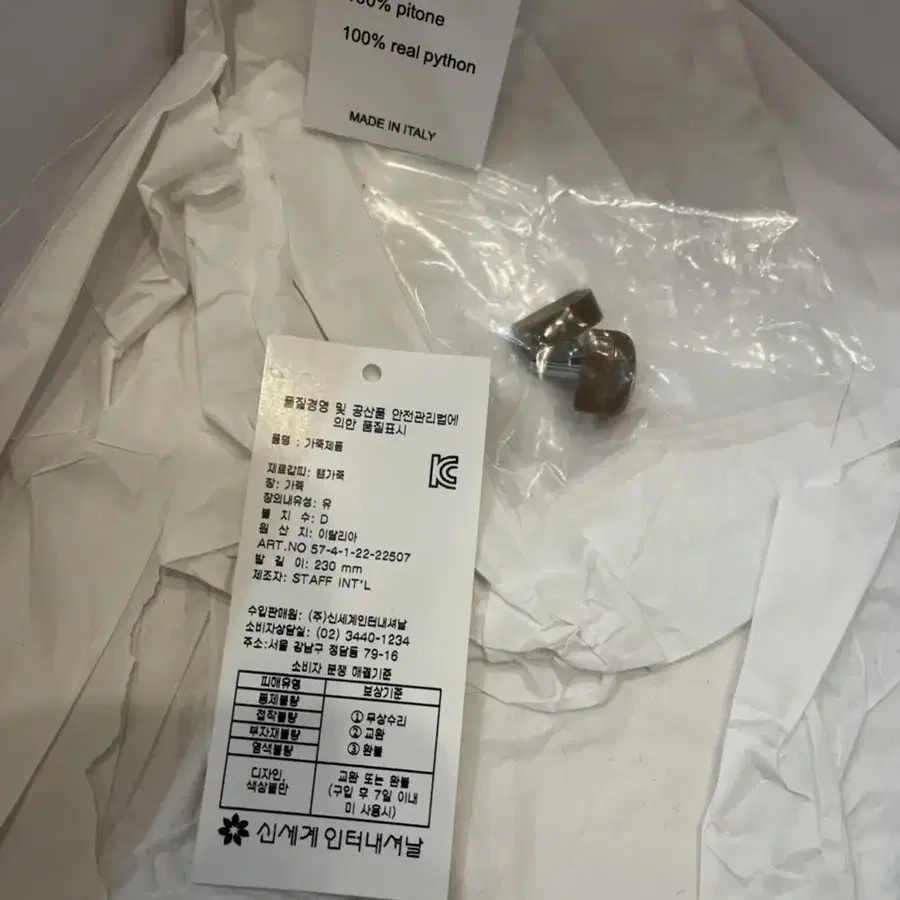 100% pitone
100% real python
MADE IN ITALY
품질경영 및 공산품 안전관리법에
의한 품질표시
품명 : 가죽제품
재료겉피: 뱀가죽
창: 가죽
창의내유성: 유
볼 지 수: D
원 산 지: 이탈리아
ART.NO 57-4-1-22-22507
발 길 이: 230 mm
제조자: STAFF INT'L
수입판매원: (주)신세계인터내셔날
소비자상담실: (02) 3440-1234
주소:서울 강남구 청담동 79-16
소비자 분쟁 해결기준
피해유형 보상기준
봉제불량
접착불량 ① 무상수리
부자재불량 ② 교환
염색불량 ③ 환불
디자인, 교환 또는 환불
색상불만 (구입 후 7일 이내
미 사용시)
신세계인터내셔날